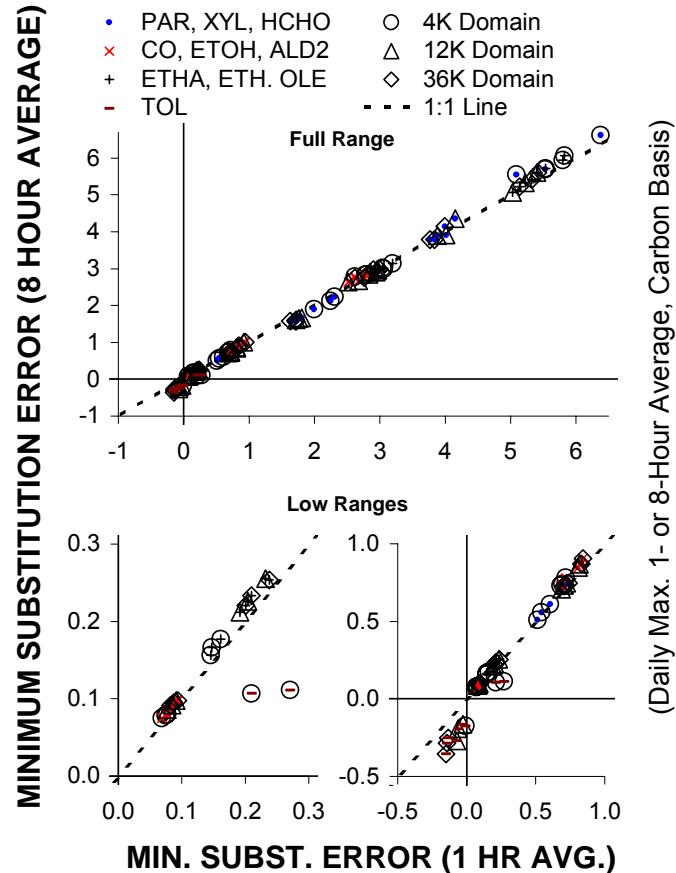 PAR, XYL, HCHO
CO, ETOH, ALD2
ETHA, ETH. OLE
TOL
4K Domain
12K Domain
36K Domain
1:1 Line
MINIMUM SUBSTITUTION ERROR (8 HOUR AVERAGE)
(Daily Max. 1- or 8-Hour Average, Carbon Basis)
Full Range
6
5
4
3
2
1
0
-1
-1 0 1 2 3 4 5 6
Low Ranges
0.3
0.2
0.1
0.0
0.0 0.1 0.2 0.3
1.0
0.5
0.0
-0.5
-0.5 0.0 0.5 1.0
MIN. SUBST. ERROR (1 HR AVG.)